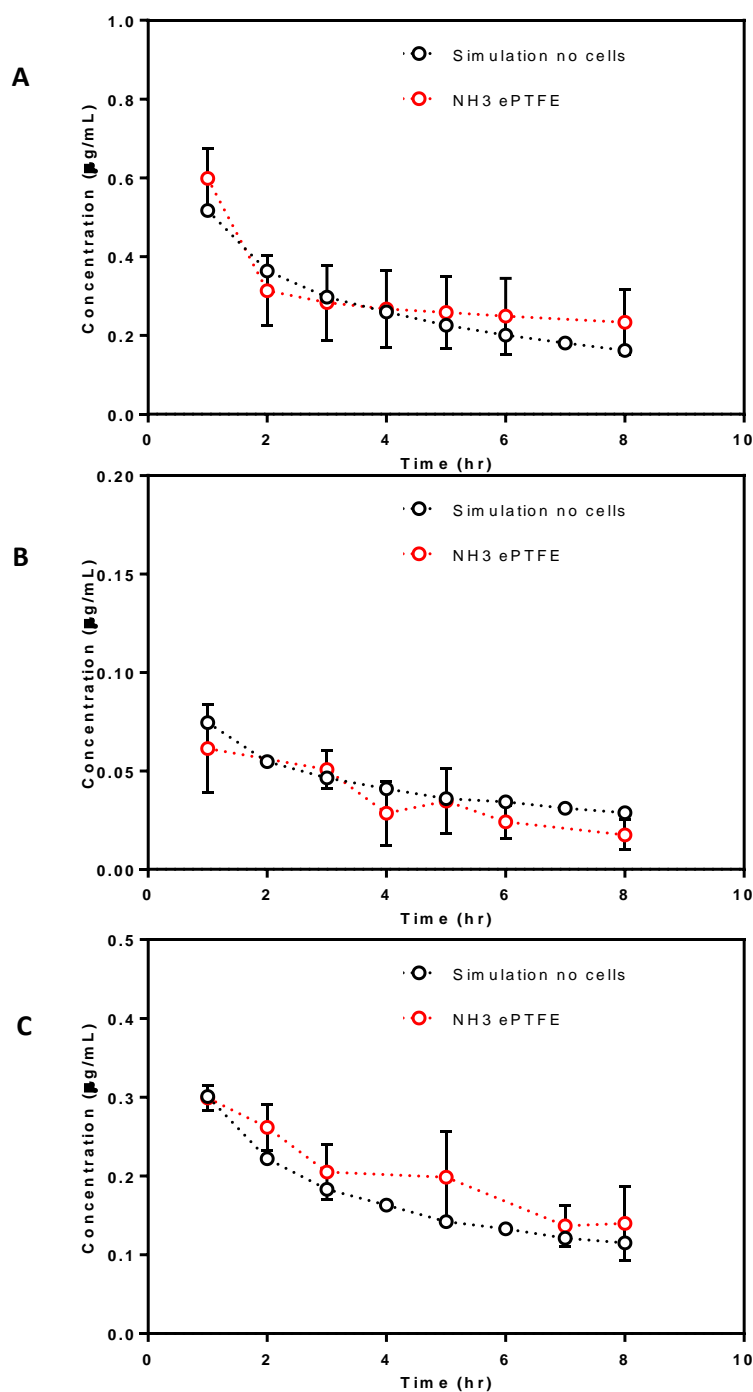 A
Concentration (µg/mL)
1.0
0.8
0.6
0.4
0.2
0.0
Simulation no cells
NH3 ePTFE
0 2 4 6 8 10
Time (hr)
B
Concentration (µg/mL)
0.20
0.15
0.10
0.05
0.00
Simulation no cells
NH3 ePTFE
0 2 4 6 8 10
Time (hr)
C
Concentration (µg/mL)
0.5
0.4
0.3
0.2
0.1
0.0
Simulation no cells
NH3 ePTFE
0 2 4 6 8 10
Time (hr)